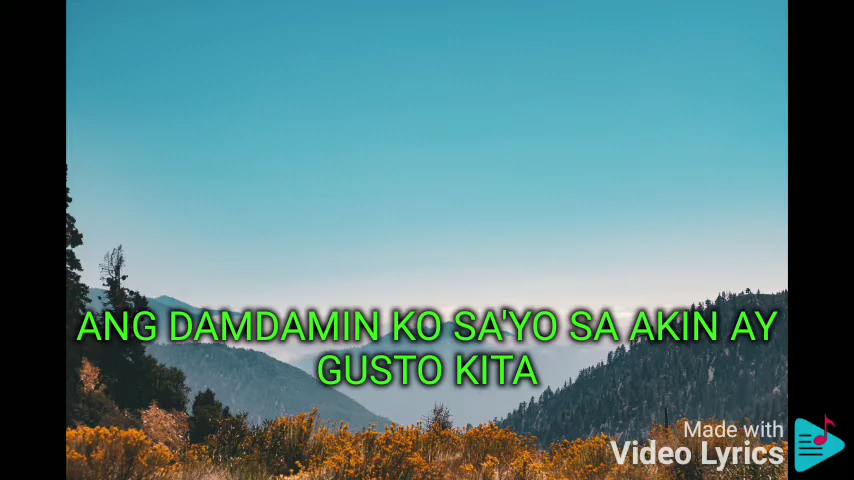 ANG DAMDAMIN KO SA'YO SA AKIN AY
GUSTO KITA
Made with
Video Lyrics